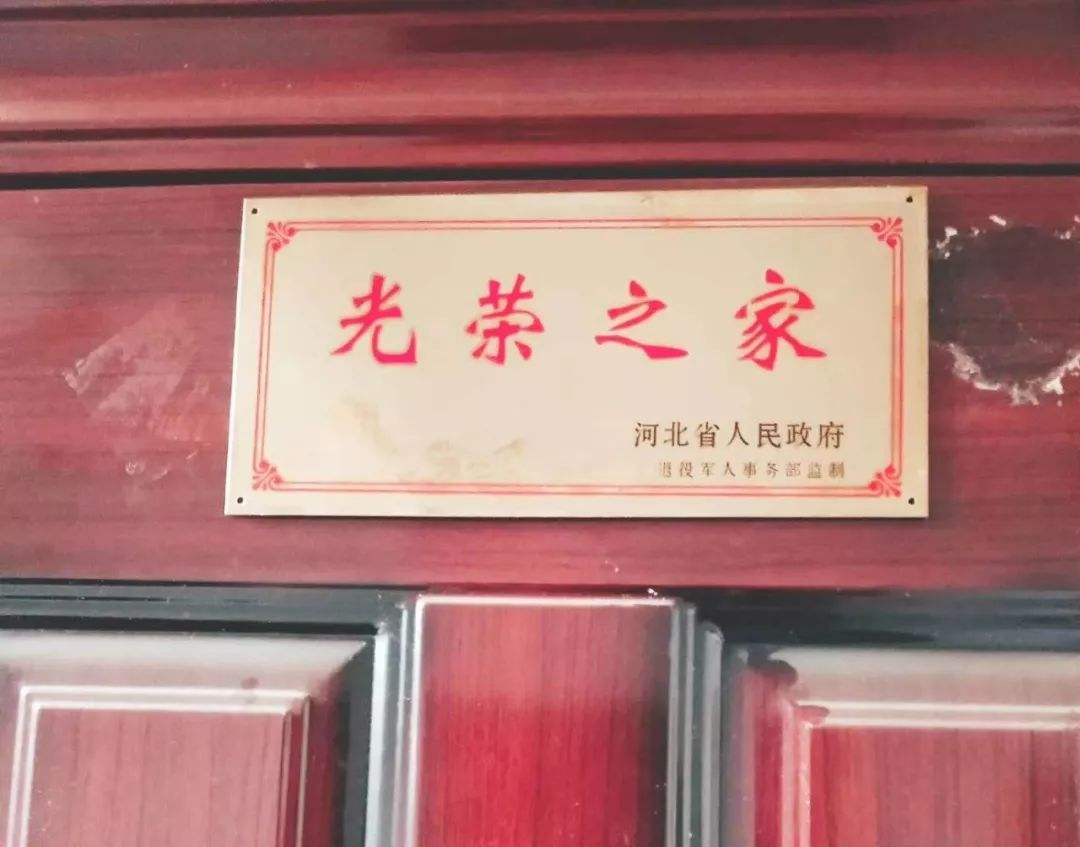 光荣之家
河北省人民政府
退役军人事务部监制